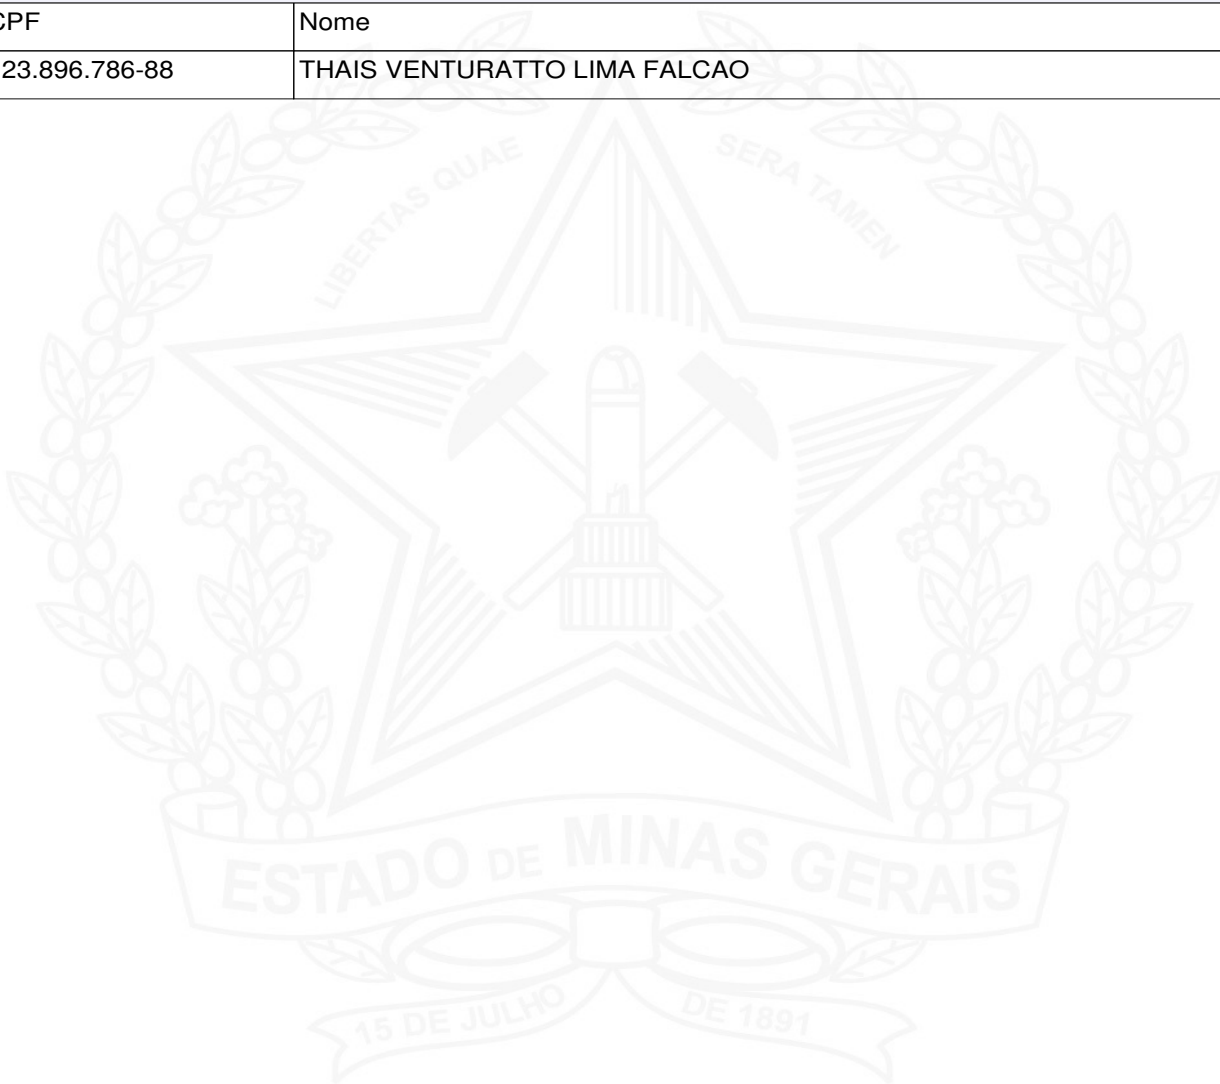 CPF Nome
23.896.786-88 THAIS VENTURATTO LIMA FALCAO
LIBERTAS QUAE SERA TAMEN
ESTADO DE MINAS GERAIS
15 DE JULHO DE 1891